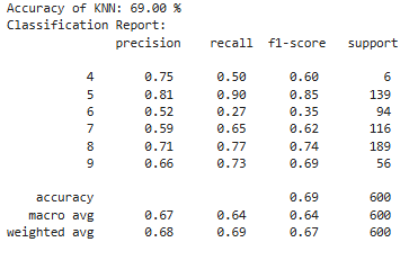 Accuracy of KNN: 69.00 %
Classification Report:
precision recall f1-score support
4 0.75 0.50 0.60 6
5 0.81 0.90 0.85 139
6 0.52 0.27 0.35 94
7 0.59 0.65 0.62 116
8 0.71 0.77 0.74 189
9 0.66 0.73 0.69 56
accuracy 0.69 600
macro avg 0.67 0.64 0.64 600
weighted avg 0.68 0.69 0.67 600